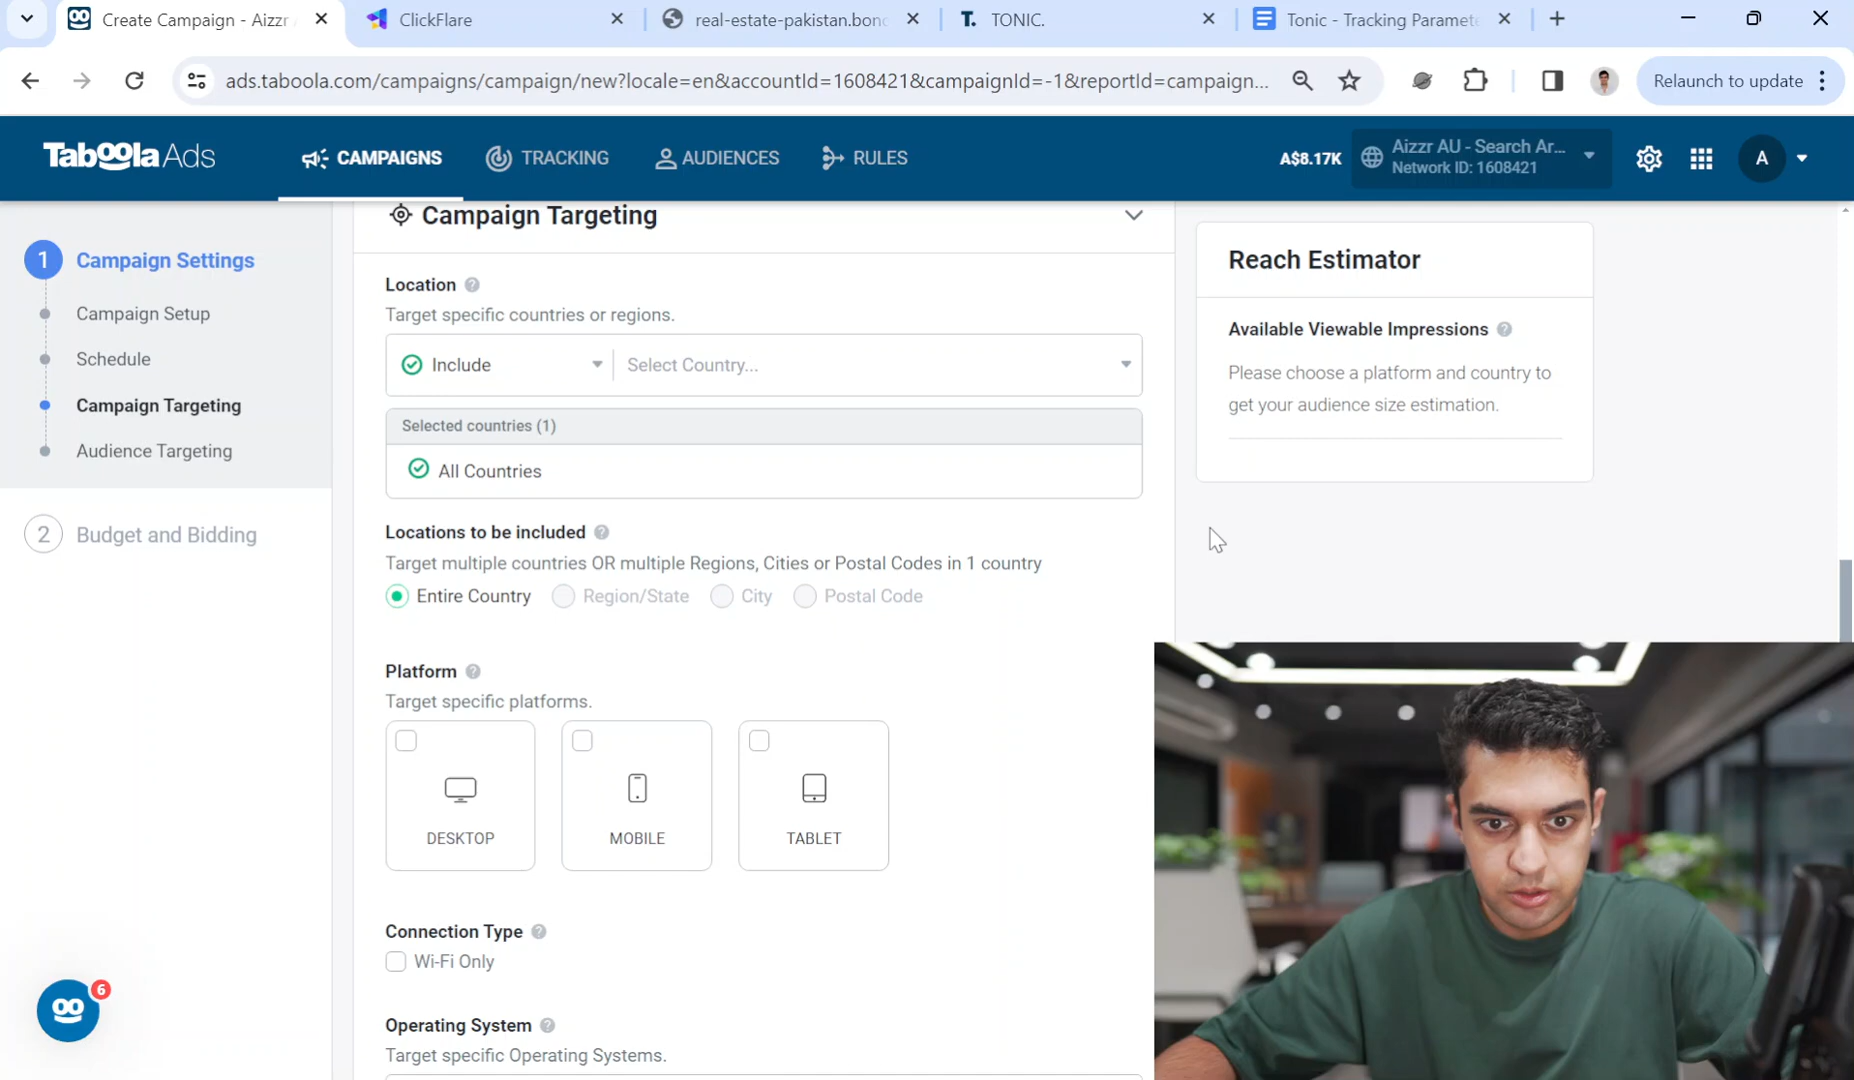 Create Campaign - Aizzr
ClickFlare
real-estate-pakistan.bond
T. TONIC.
Tonic - Tracking Paramete
ads.taboola.com/campaigns/campaign/new?locale=en&accountId=1608421&campaignId=-1&reportId=campaign...
Relaunch to update
Taboola Ads
CAMPAIGNS
TRACKING
AUDIENCES
RULES
A$8.17K
Aizzr AU - Search Ar...
Network ID: 1608421
A
1 Campaign Settings
Campaign Setup
Schedule
Campaign Targeting
Audience Targeting
2 Budget and Bidding
6
Campaign Targeting
Location
Target specific countries or regions.
Include
Select Country...
Selected countries (1)
All Countries
Locations to be included
Target multiple countries OR multiple Regions, Cities or Postal Codes in 1 country
Entire Country Region/State City Postal Code
Platform
Target specific platforms.
DESKTOP MOBILE TABLET
Connection Type
Wi-Fi Only
Operating System
Target specific Operating Systems.
Reach Estimator
Available Viewable Impressions
Please choose a platform and country to
get your audience size estimation.